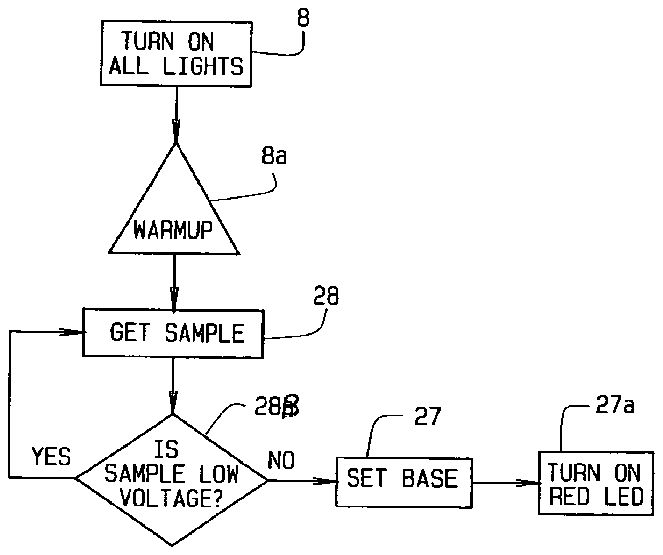 8
TURN ON
ALL LIGHTS
8a
WARMUP
28
GET SAMPLE
YES
IS
SAMPLE LOW
VOLTAGE?
NO
27
SET BASE
27a
TURN ON
RED LED